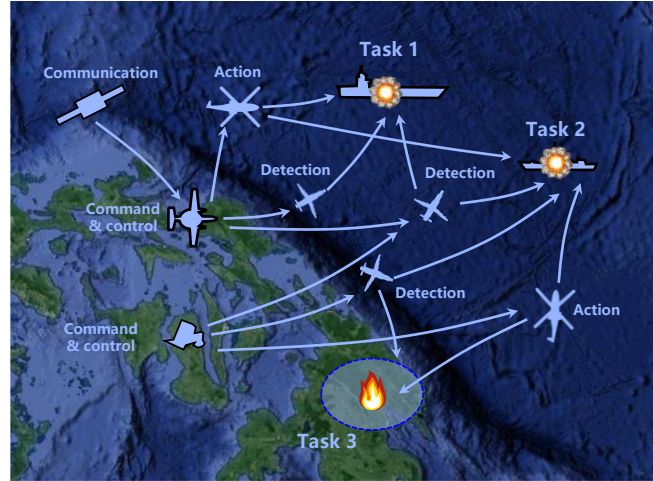 Task 1
Communication
Action
Task 2
Detection
Detection
Command
& control
Detection
Action
Command
& control
Task 3